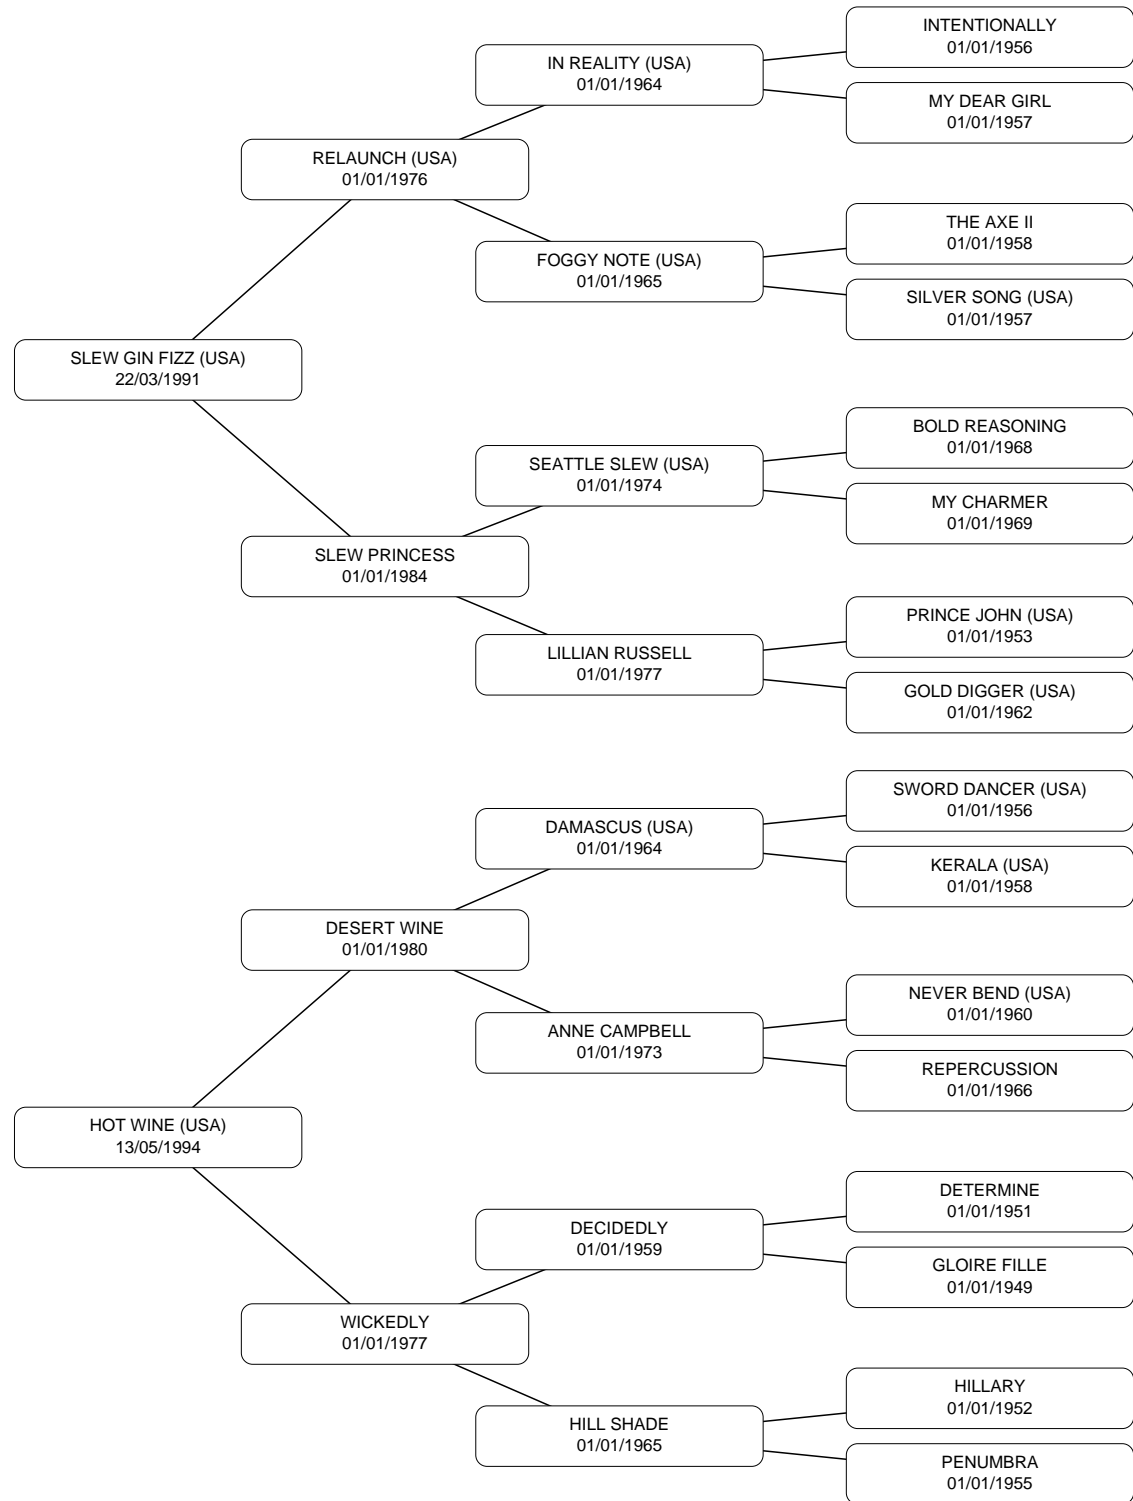 INTENTIONALLY
01/01/1956
IN REALITY (USA)
01/01/1964
MY DEAR GIRL
01/01/1957
RELAUNCH (USA)
01/01/1976
THE AXE II
01/01/1958
FOGGY NOTE (USA)
01/01/1965
SILVER SONG (USA)
01/01/1957
SLEW GIN FIZZ (USA)
22/03/1991
BOLD REASONING
01/01/1968
SEATTLE SLEW (USA)
01/01/1974
MY CHARMER
01/01/1969
SLEW PRINCESS
01/01/1984
PRINCE JOHN (USA)
01/01/1953
LILLIAN RUSSELL
01/01/1977
GOLD DIGGER (USA)
01/01/1962
SWORD DANCER (USA)
01/01/1956
DAMASCUS (USA)
01/01/1964
KERALA (USA)
01/01/1958
DESERT WINE
01/01/1980
NEVER BEND (USA)
01/01/1960
ANNE CAMPBELL
01/01/1973
REPERCUSSION
01/01/1966
HOT WINE (USA)
13/05/1994
DETERMINE
01/01/1951
DECIDEDLY
01/01/1959
GLOIRE FILLE
01/01/1949
WICKEDLY
01/01/1977
HILLARY
01/01/1952
HILL SHADE
01/01/1965
PENUMBRA
01/01/1955